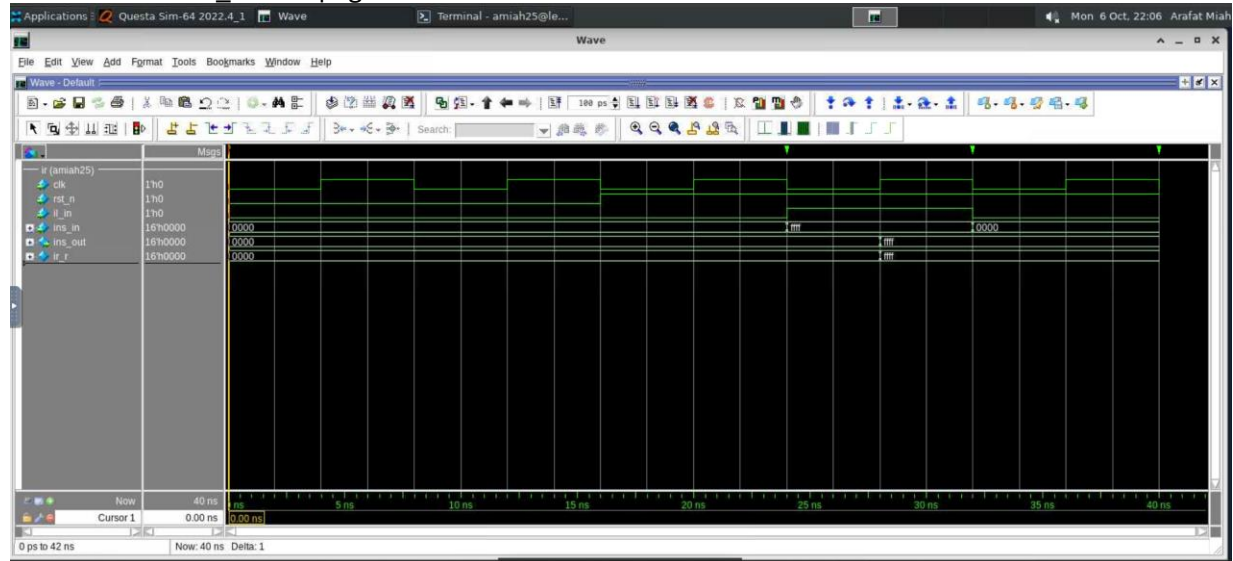 Applications Questa Sim-64 2022.4_1 Wave Terminal - amiah25@le... Mon 6 Oct, 22:06 Arafat Miah
Wave
File Edit View Add Format Tools Bookmarks Window Help
Wave - Default
100 ps
Search:
Msgs
ir (amiah25)
clk 1'h0
rst_n 1'h0
il_in 1'h0
ins_in 16'h0000 0000 ffff 0000
ins_out 16'h0000 0000 ffff
ir_r 16'h0000 0000 ffff
Now 40 ns ns 5 ns 10 ns 15 ns 20 ns 25 ns 30 ns 35 ns 40 ns
Cursor 1 0.00 ns 0.00 ns
0 ps to 42 ns Now: 40 ns Delta: 1